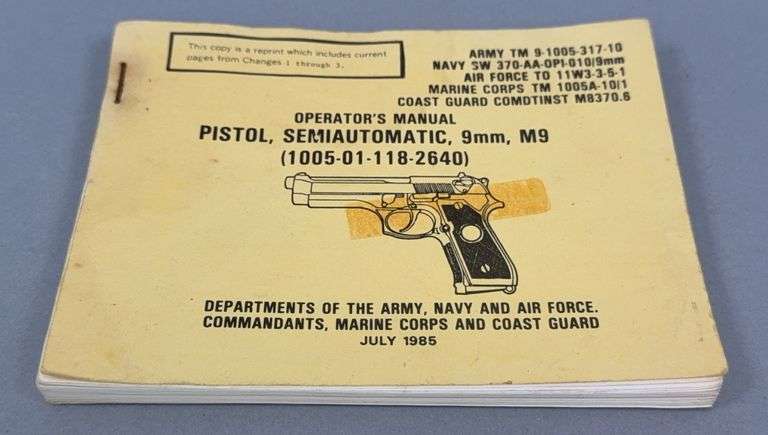 This copy is a reprint which includes current
pages from Changes 1 through 3.
ARMY TM 9-1005-317-10
NAVY SW 370-AA-OPI-010/9mm
AIR FORCE TO 11W3-3-5-1
MARINE CORPS TM 1005A-10/1
COAST GUARD COMDTINST M8370.6
OPERATOR'S MANUAL
PISTOL, SEMIAUTOMATIC, 9mm, M9
(1005-01-118-2640)
DEPARTMENTS OF THE ARMY, NAVY AND AIR FORCE.
COMMANDANTS, MARINE CORPS AND COAST GUARD
JULY 1985